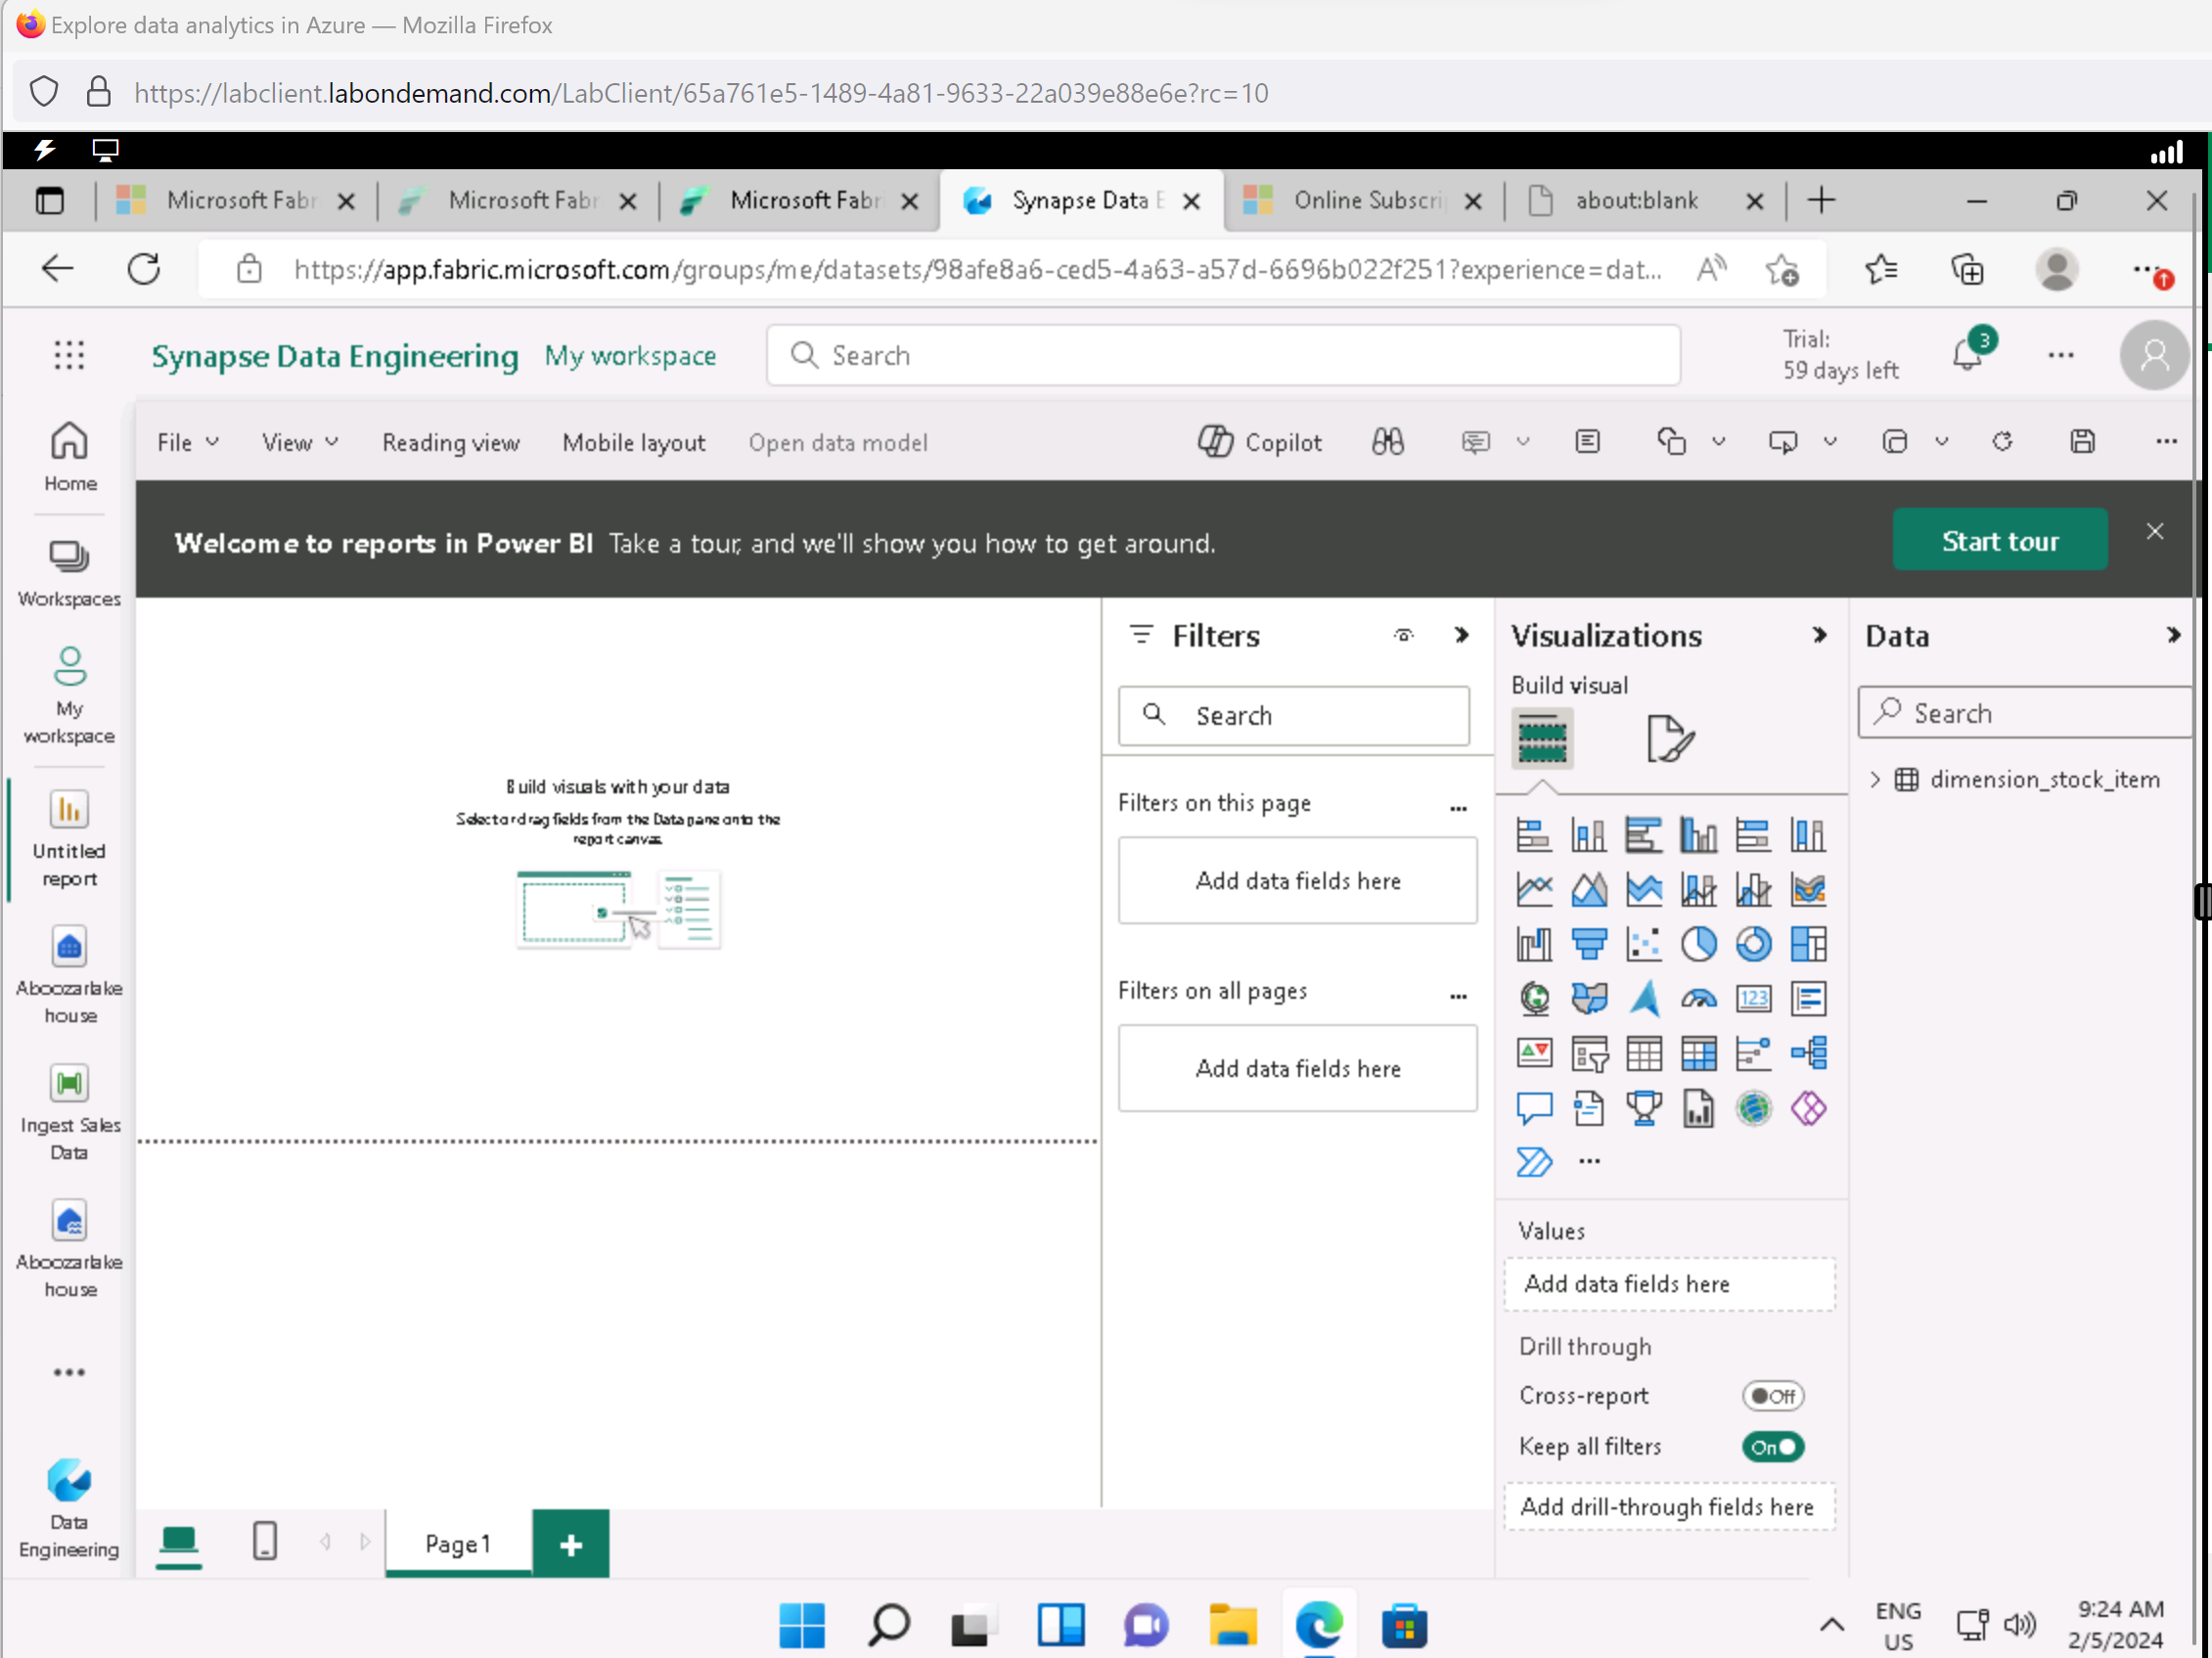 Explore data analytics in Azure — Mozilla Firefox
https://labclient.labondemand.com/LabClient/65a761e5-1489-4a81-9633-22a039e88e6e?rc=10
Microsoft Fabr
Microsoft Fabr
Microsoft Fabri
Synapse Data E
Online Subscri
about:blank
https://app.fabric.microsoft.com/groups/me/datasets/98afe8a6-ced5-4a63-a57d-6696b022f251?experience=dat...
Synapse Data Engineering
My workspace
Search
Trial:
59 days left
3
File
View
Reading view
Mobile layout
Open data model
Copilot
Home
Workspaces
My
workspace
Untitled
report
Aboozarlake
house
Ingest Sales
Data
Aboozarlake
house
Data
Engineering
Welcome to reports in Power BI Take a tour, and we'll show you how to get around.
Start tour
Build visuals with your data
Select or drag fields from the Data pane onto the
report canvas.
Filters
Search
Filters on this page
Add data fields here
Filters on all pages
Add data fields here
Visualizations
Build visual
123
Values
Add data fields here
Drill through
Cross-report
Off
Keep all filters
On
Add drill-through fields here
Data
Search
dimension_stock_item
Page1
ENG
US
9:24 AM
2/5/2024